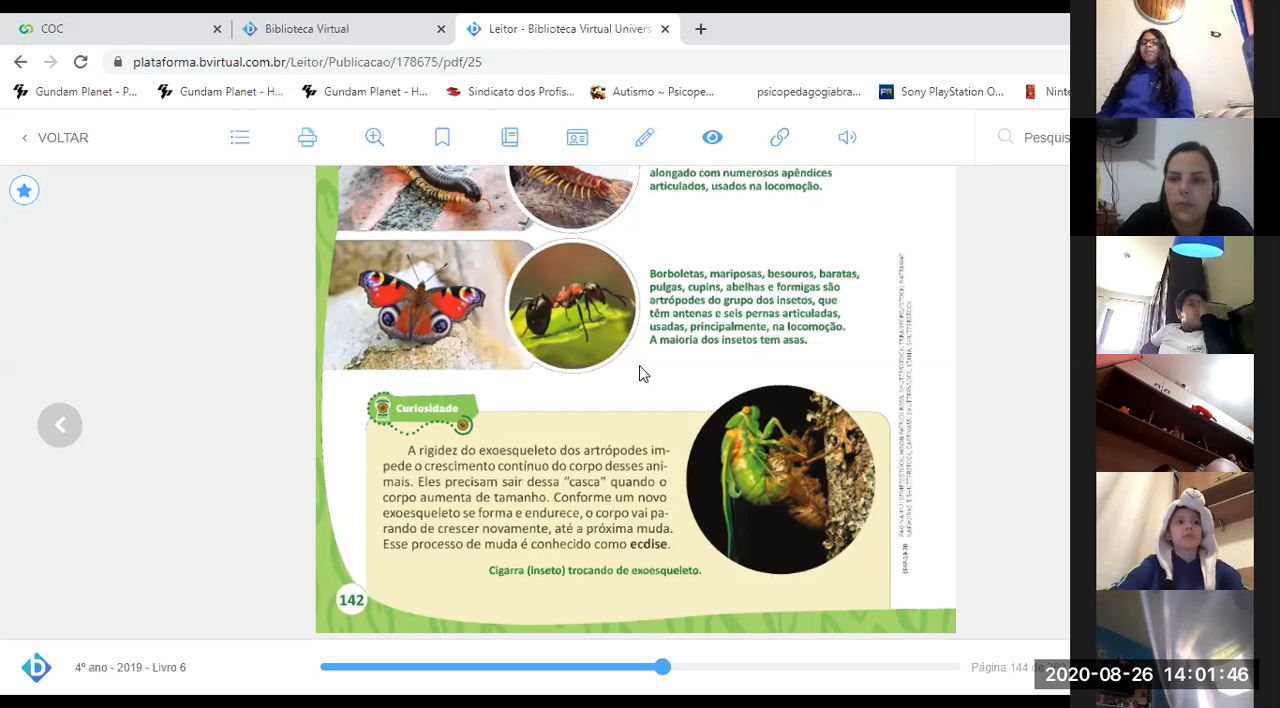 COC
Biblioteca Virtual
Leitor - Biblioteca Virtual Univers
plataforma.bvirtual.com.br/Leitor/Publicacao/178675/pdf/25
Gundam Planet - P...
Gundam Planet - H...
Gundam Planet - H...
Sindicato dos Profis...
Autismo ~ Psicope...
psicopedagogiabra...
Sony PlayStation O...
Ninte
VOLTAR
Pesquis
alongado com numerosos apêndices
articulados, usados na locomoção.
Borboletas, mariposas, besouros, baratas,
pulgas, cupins, abelhas e formigas são
artrópodes do grupo dos insetos, que
têm antenas e seis pernas articuladas,
usadas, principalmente, na locomoção.
A maioria dos insetos tem asas.
Curiosidade
A rigidez do exoesqueleto dos artrópodes im-
pede o crescimento contínuo do corpo desses ani-
mais. Eles precisam sair dessa “casca” quando o
corpo aumenta de tamanho. Conforme um novo
exoesqueleto se forma e endurece, o corpo vai pa-
rando de crescer novamente, até a próxima muda.
Esse processo de muda é conhecido como ecdise.
Cigarra (inseto) trocando de exoesqueleto.
142
4º ano - 2019 - Livro 6
Página 144 de
2020-08-26 14:01:46